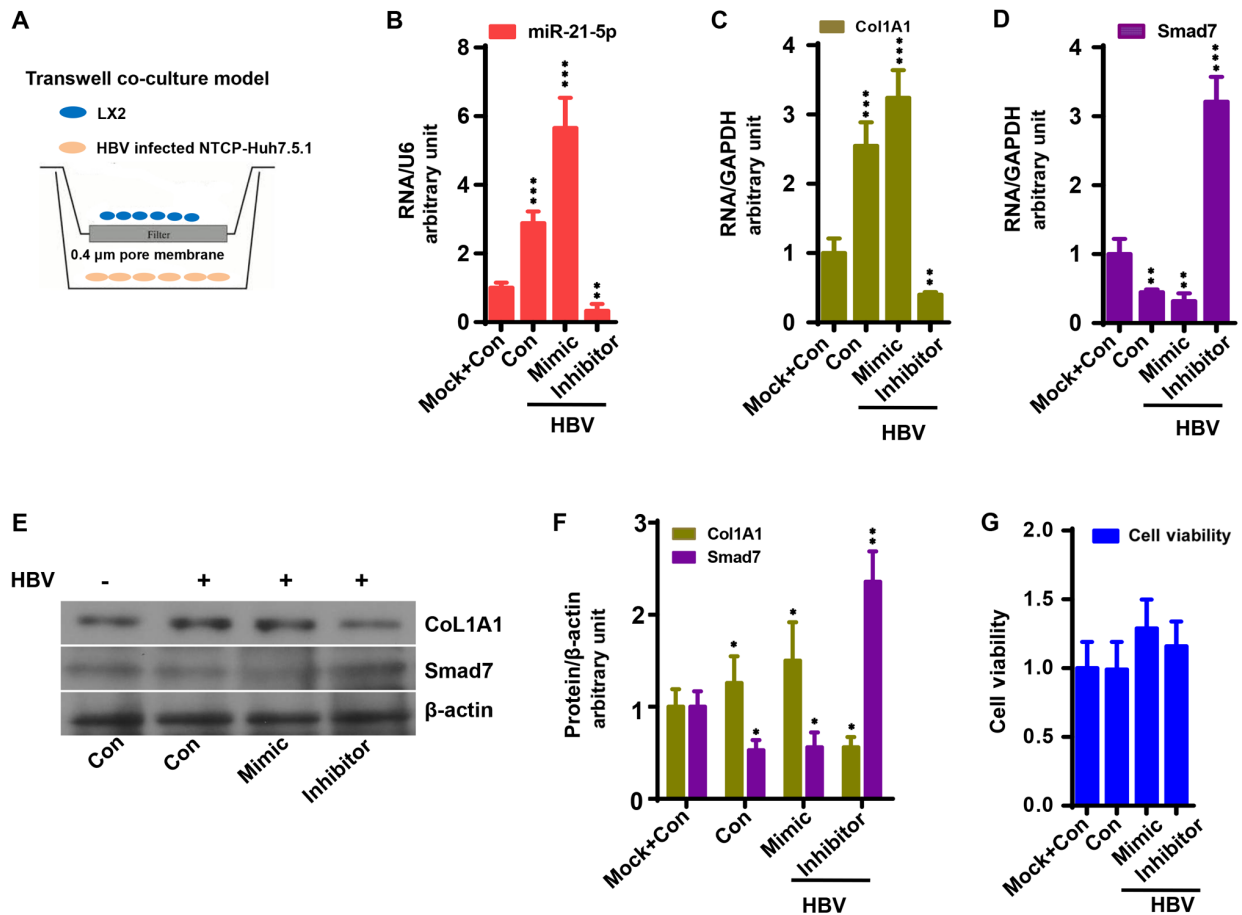 A
Transwell co-culture model
LX2
HBV infected NTCP-Huh7.5.1
Filter
0.4 µm pore membrane
B
miR-21-5p
RNA/U6
arbitrary unit
8
6
4
2
0
***
***
**
Mock+Con
Con
Mimic
Inhibitor
HBV
C
Col1A1
RNA/GAPDH
arbitrary unit
4
3
2
1
0
***
***
**
Mock+Con
Con
Mimic
Inhibitor
HBV
D
Smad7
RNA/GAPDH
arbitrary unit
4
3
2
1
0
**
**
***
Mock+Con
Con
Mimic
Inhibitor
HBV
E
HBV - + + +
CoL1A1
Smad7
β-actin
Con
Con
Mimic
Inhibitor
F
Col1A1
Smad7
Protein/β-actin
arbitrary unit
3
2
1
0
*
*
*
*
*
**
Mock+Con
Con
Mimic
Inhibitor
HBV
G
Cell viability
Cell viability
2.0
1.5
1.0
0.5
0.0
Mock+Con
Con
Mimic
Inhibitor
HBV